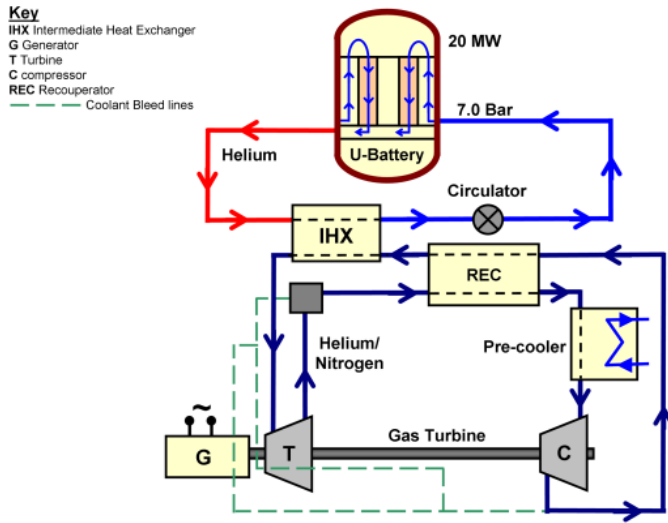 Key
IHX Intermediate Heat Exchanger
G Generator
T Turbine
C compressor
REC Recouperator
Coolant Bleed lines
20 MW
7.0 Bar
Helium
U-Battery
Circulator
IHX
REC
Helium/
Nitrogen
Pre-cooler
~
Gas Turbine
G
T
C